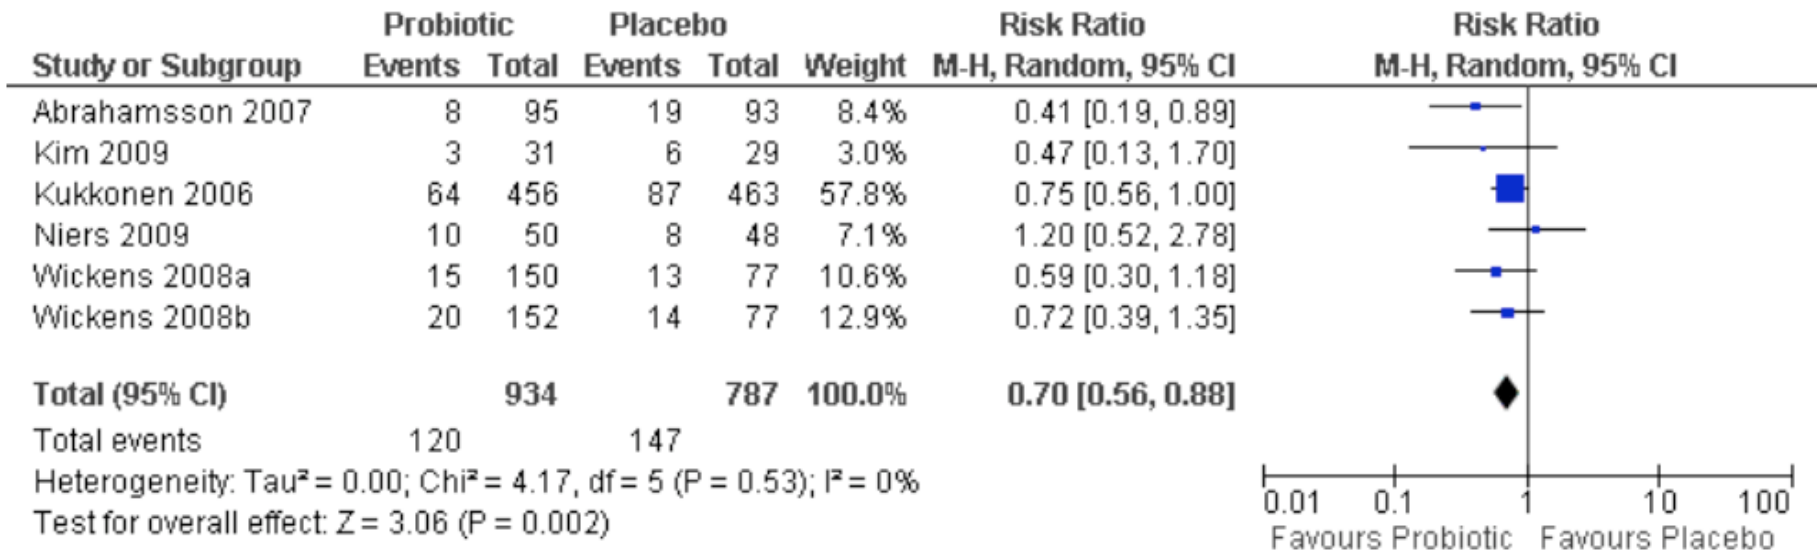 Probiotic Placebo Risk Ratio Risk Ratio
Study or Subgroup Events Total Events Total Weight M-H, Random, 95% CI M-H, Random, 95% CI
Abrahamsson 2007 8 95 19 93 8.4% 0.41 [0.19, 0.89]
Kim 2009 3 31 6 29 3.0% 0.47 [0.13, 1.70]
Kukkonen 2006 64 456 87 463 57.8% 0.75 [0.56, 1.00]
Niers 2009 10 50 8 48 7.1% 1.20 [0.52, 2.78]
Wickens 2008a 15 150 13 77 10.6% 0.59 [0.30, 1.18]
Wickens 2008b 20 152 14 77 12.9% 0.72 [0.39, 1.35]
Total (95% CI) 934 787 100.0% 0.70 [0.56, 0.88]
Total events 120 147
Heterogeneity: Tau² = 0.00; Chi² = 4.17, df = 5 (P = 0.53); I² = 0%
Test for overall effect: Z = 3.06 (P = 0.002)
0.01 0.1 1 10 100
Favours Probiotic Favours Placebo